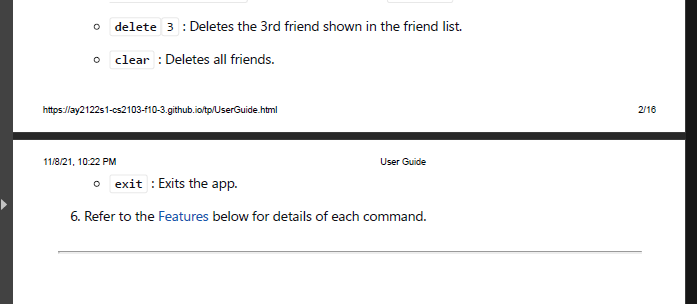 delete 3 : Deletes the 3rd friend shown in the friend list.
clear : Deletes all friends.
https://ay2122s1-cs2103-f10-3.github.io/tp/UserGuide.html 2/16
11/8/21, 10:22 PM User Guide
exit : Exits the app.
6. Refer to the Features below for details of each command.